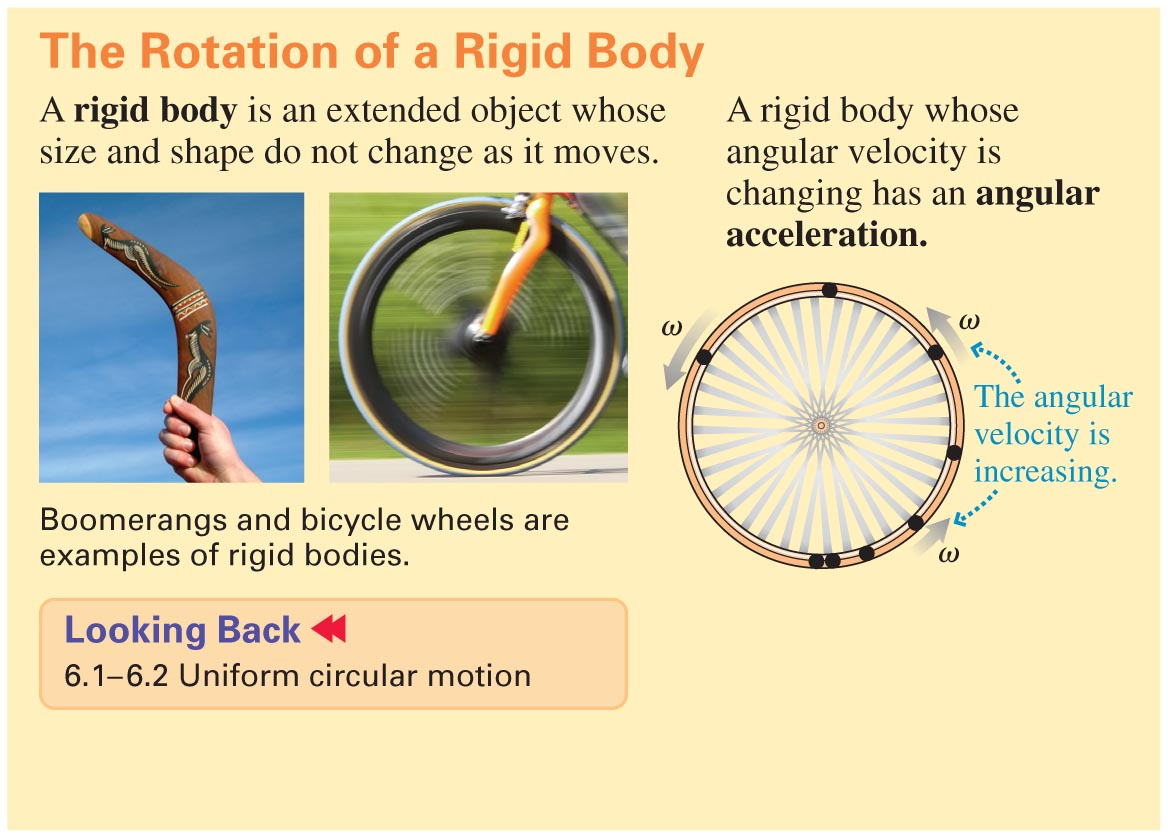 The Rotation of a Rigid Body
A rigid body is an extended object whose
size and shape do not change as it moves.
Boomerangs and bicycle wheels are
examples of rigid bodies.
Looking Back
6.1–6.2 Uniform circular motion
A rigid body whose
angular velocity is
changing has an angular
acceleration.
ω
ω
The angular
velocity is
increasing.
ω